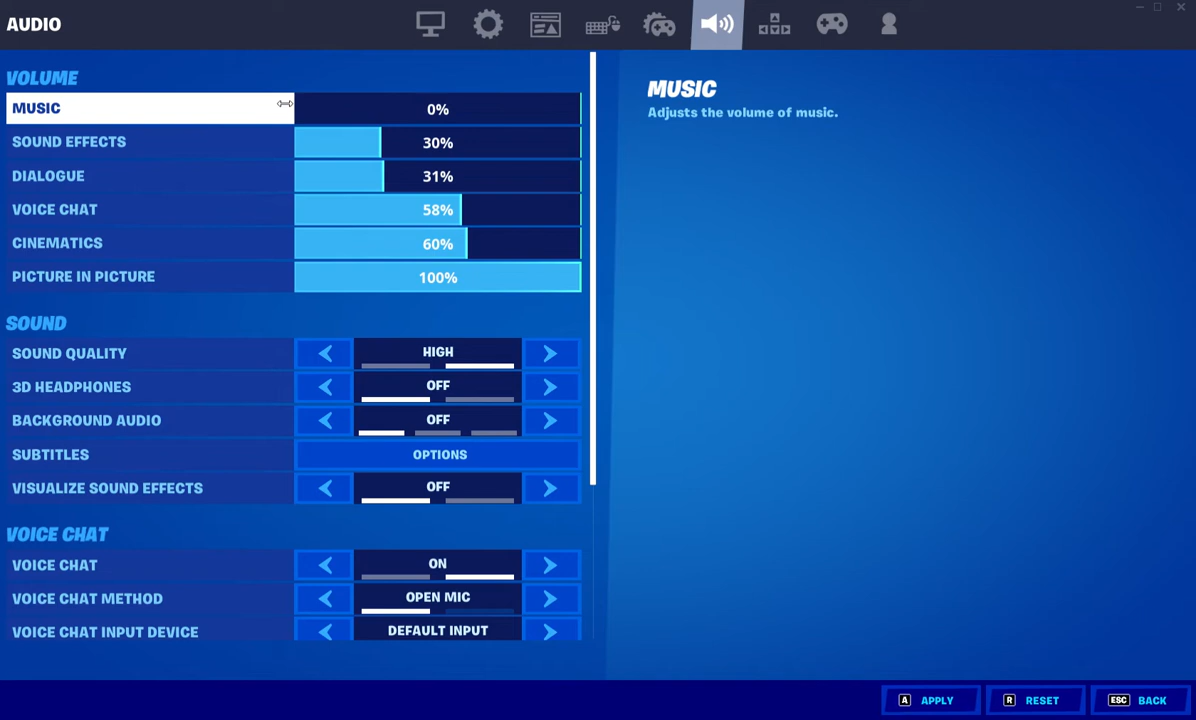 AUDIO
VOLUME
MUSIC 0%
SOUND EFFECTS 30%
DIALOGUE 31%
VOICE CHAT 58%
CINEMATICS 60%
PICTURE IN PICTURE 100%
SOUND
SOUND QUALITY HIGH
3D HEADPHONES OFF
BACKGROUND AUDIO OFF
SUBTITLES OPTIONS
VISUALIZE SOUND EFFECTS OFF
VOICE CHAT
VOICE CHAT ON
VOICE CHAT METHOD OPEN MIC
VOICE CHAT INPUT DEVICE DEFAULT INPUT
MUSIC
Adjusts the volume of music.
A APPLY R RESET ESC BACK